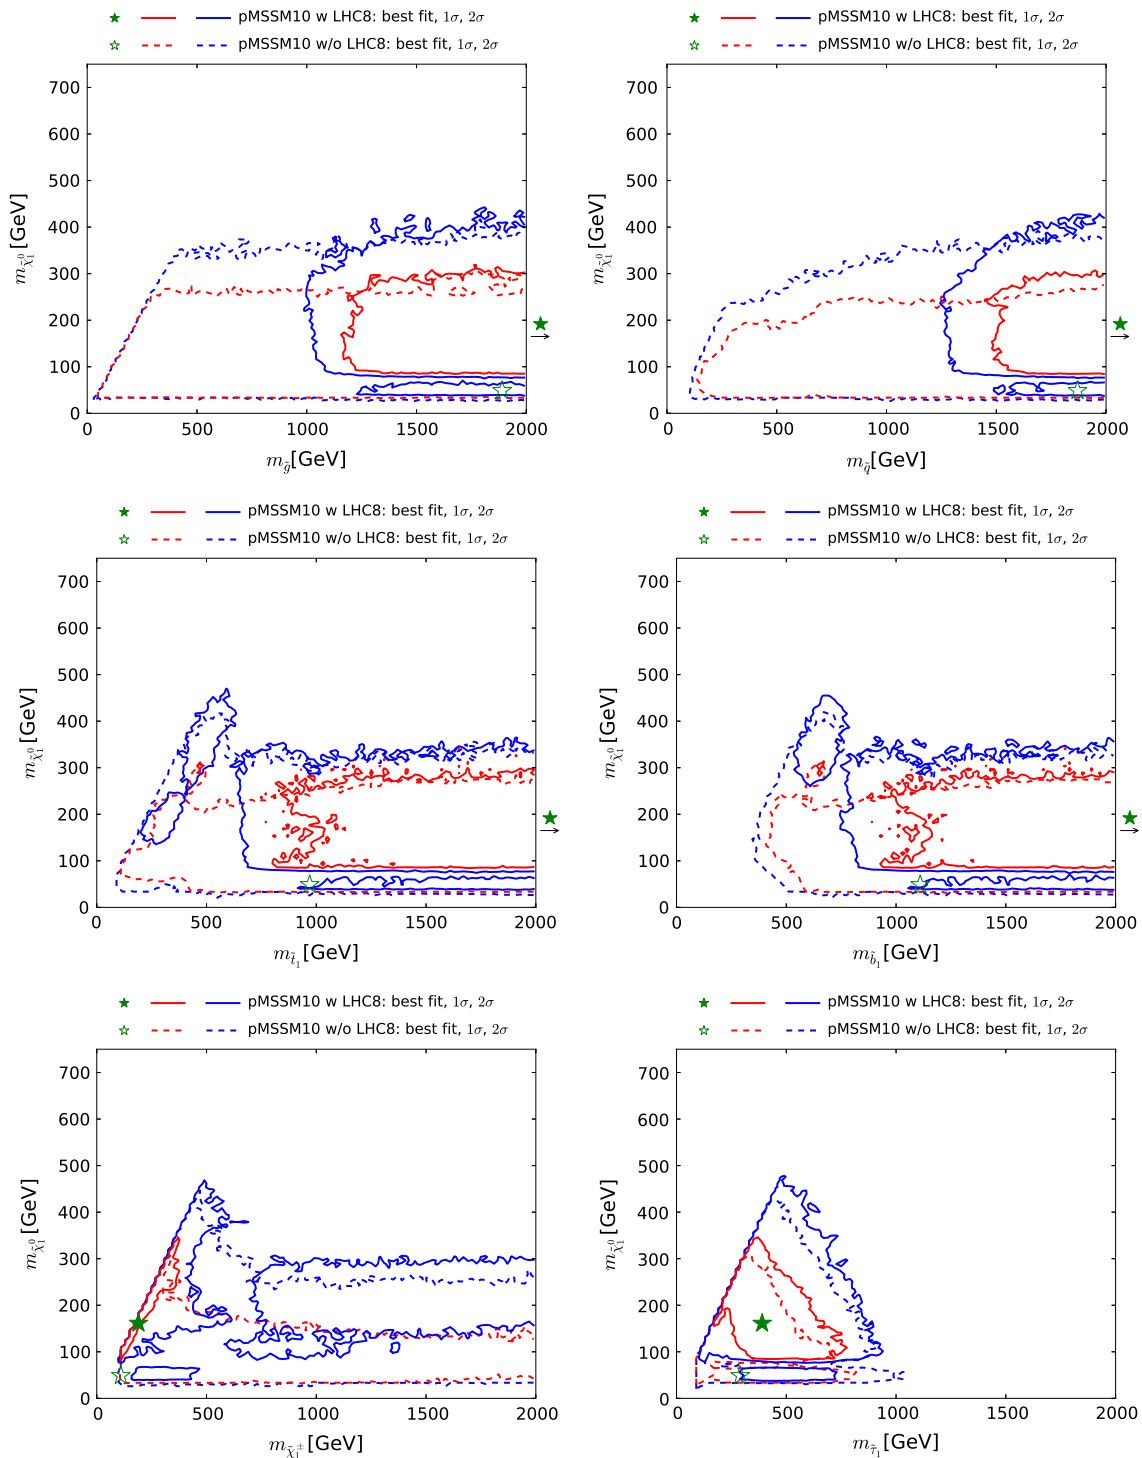 pMSSM10 w LHC8: best fit, 1σ, 2σ
pMSSM10 w/o LHC8: best fit, 1σ, 2σ
700
600
500
400
300
200
100
0
m_χ̃₁⁰ [GeV]
0 500 1000 1500 2000
m_g̃[GeV]
pMSSM10 w LHC8: best fit, 1σ, 2σ
pMSSM10 w/o LHC8: best fit, 1σ, 2σ
700
600
500
400
300
200
100
0
m_χ̃₁⁰ [GeV]
0 500 1000 1500 2000
m_q̃[GeV]
pMSSM10 w LHC8: best fit, 1σ, 2σ
pMSSM10 w/o LHC8: best fit, 1σ, 2σ
700
600
500
400
300
200
100
0
m_χ̃₁⁰ [GeV]
0 500 1000 1500 2000
m_t̃₁[GeV]
pMSSM10 w LHC8: best fit, 1σ, 2σ
pMSSM10 w/o LHC8: best fit, 1σ, 2σ
700
600
500
400
300
200
100
0
m_χ̃₁⁰ [GeV]
0 500 1000 1500 2000
m_b̃₁[GeV]
pMSSM10 w LHC8: best fit, 1σ, 2σ
pMSSM10 w/o LHC8: best fit, 1σ, 2σ
700
600
500
400
300
200
100
0
m_χ̃₁⁰ [GeV]
0 500 1000 1500 2000
m_χ̃₁±[GeV]
pMSSM10 w LHC8: best fit, 1σ, 2σ
pMSSM10 w/o LHC8: best fit, 1σ, 2σ
700
600
500
400
300
200
100
0
m_χ̃₁⁰ [GeV]
0 500 1000 1500 2000
m_τ̃₁[GeV]